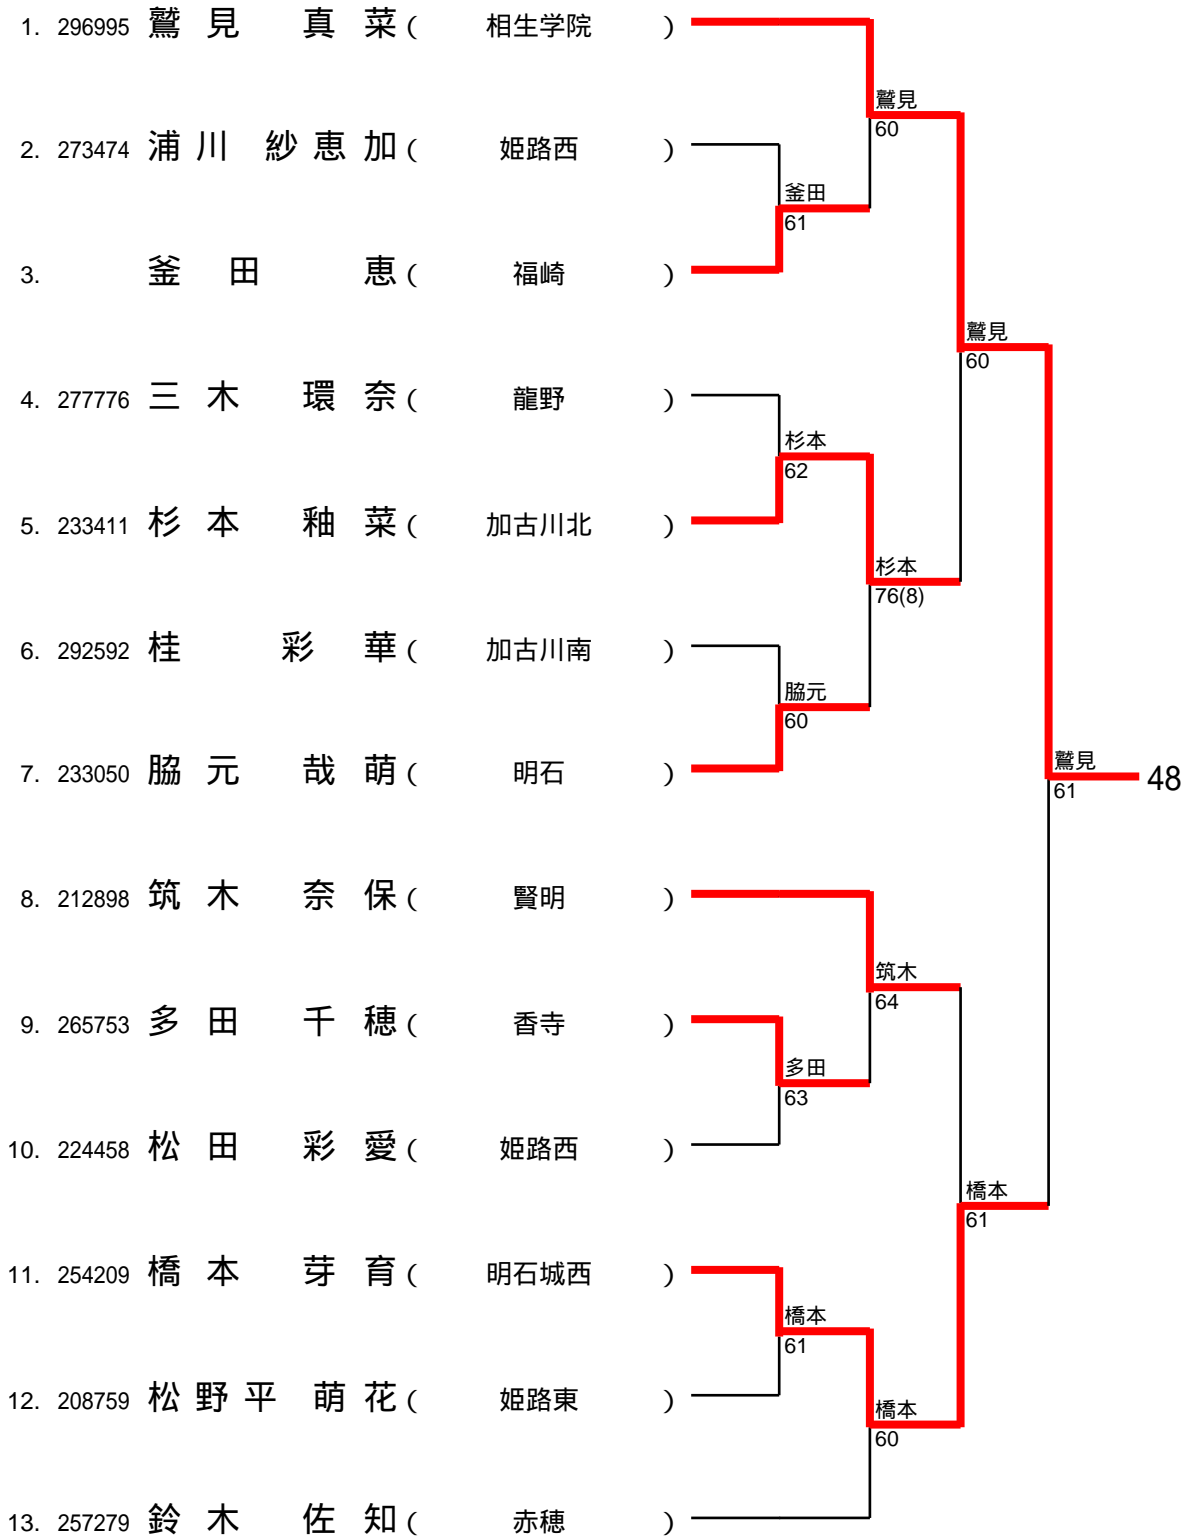 1. 296995 鷲見 真菜 ( 相生学院 )
鷲見
60
2. 273474 浦川 紗恵加 ( 姫路西 )
釜田
61
3. 釜田 恵 ( 福崎 )
鷲見
60
4. 277776 三木 環奈 ( 龍野 )
杉本
62
5. 233411 杉本 釉菜 ( 加古川北 )
杉本
76(8)
6. 292592 桂 彩華 ( 加古川南 )
脇元
60
7. 233050 脇元 哉萌 ( 明石 )
鷲見
61
48
8. 212898 筑木 奈保 ( 賢明 )
筑木
64
9. 265753 多田 千穂 ( 香寺 )
多田
63
10. 224458 松田 彩愛 ( 姫路西 )
橋本
61
11. 254209 橋本 芽育 ( 明石城西 )
橋本
61
12. 208759 松野平 萌花 ( 姫路東 )
橋本
60
13. 257279 鈴木 佐知 ( 赤穂 )